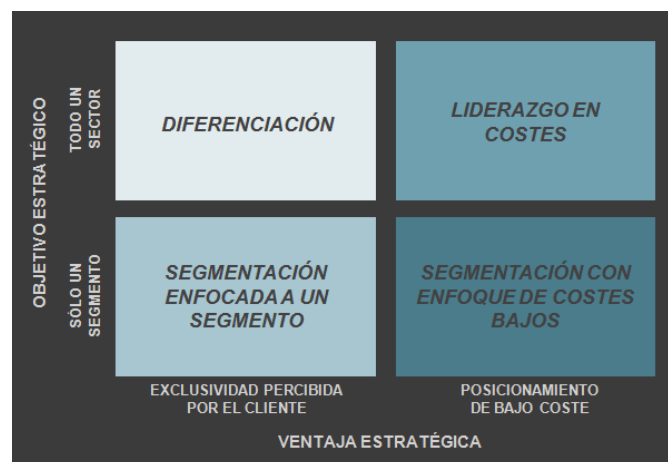 OBJETIVO ESTRATÉGICO
TODO UN
SECTOR
DIFERENCIACIÓN
LIDERAZGO EN
COSTES
SÓLO UN
SEGMENTO
SEGMENTACIÓN
ENFOCADA A UN
SEGMENTO
SEGMENTACIÓN CON
ENFOQUE DE COSTES
BAJOS
EXCLUSIVIDAD PERCIBIDA
POR EL CLIENTE
POSICIONAMIENTO
DE BAJO COSTE
VENTAJA ESTRATÉGICA